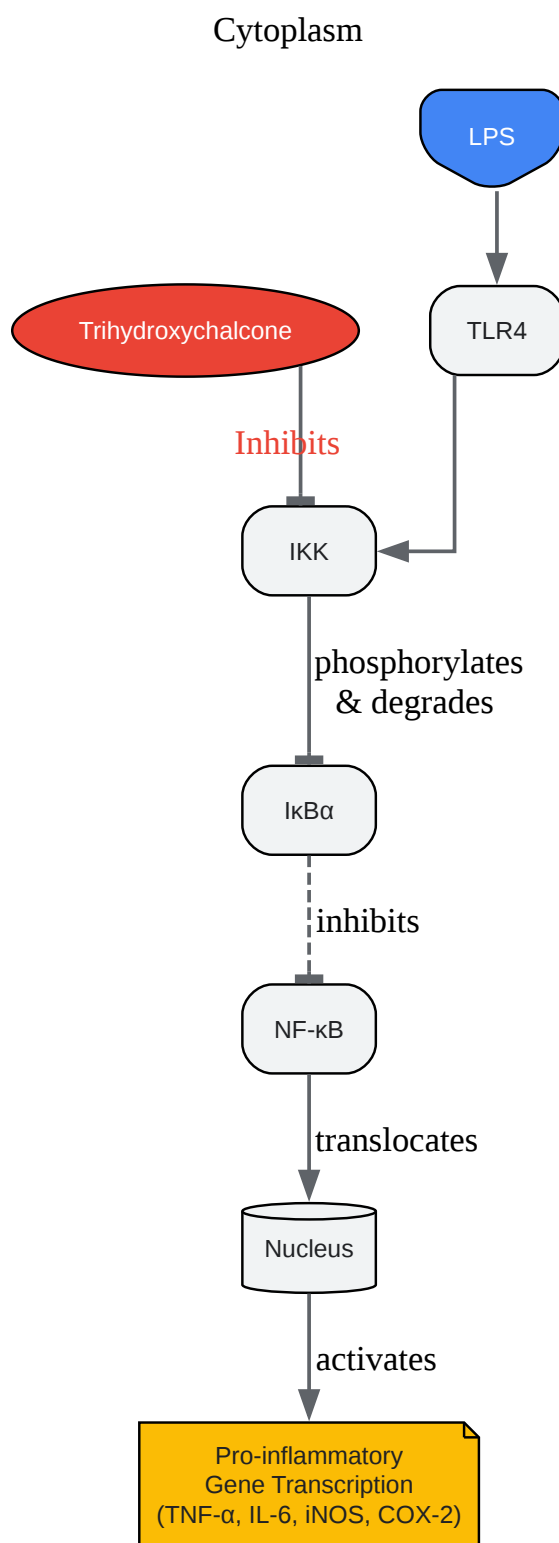 Cytoplasm
LPS
Trihydroxychalcone
TLR4
Inhibits
IKK
phosphorylates
& degrades
IκBα
inhibits
NF-κB
translocates
Nucleus
activates
Pro-inflammatory
Gene Transcription
(TNF-α, IL-6, iNOS, COX-2)